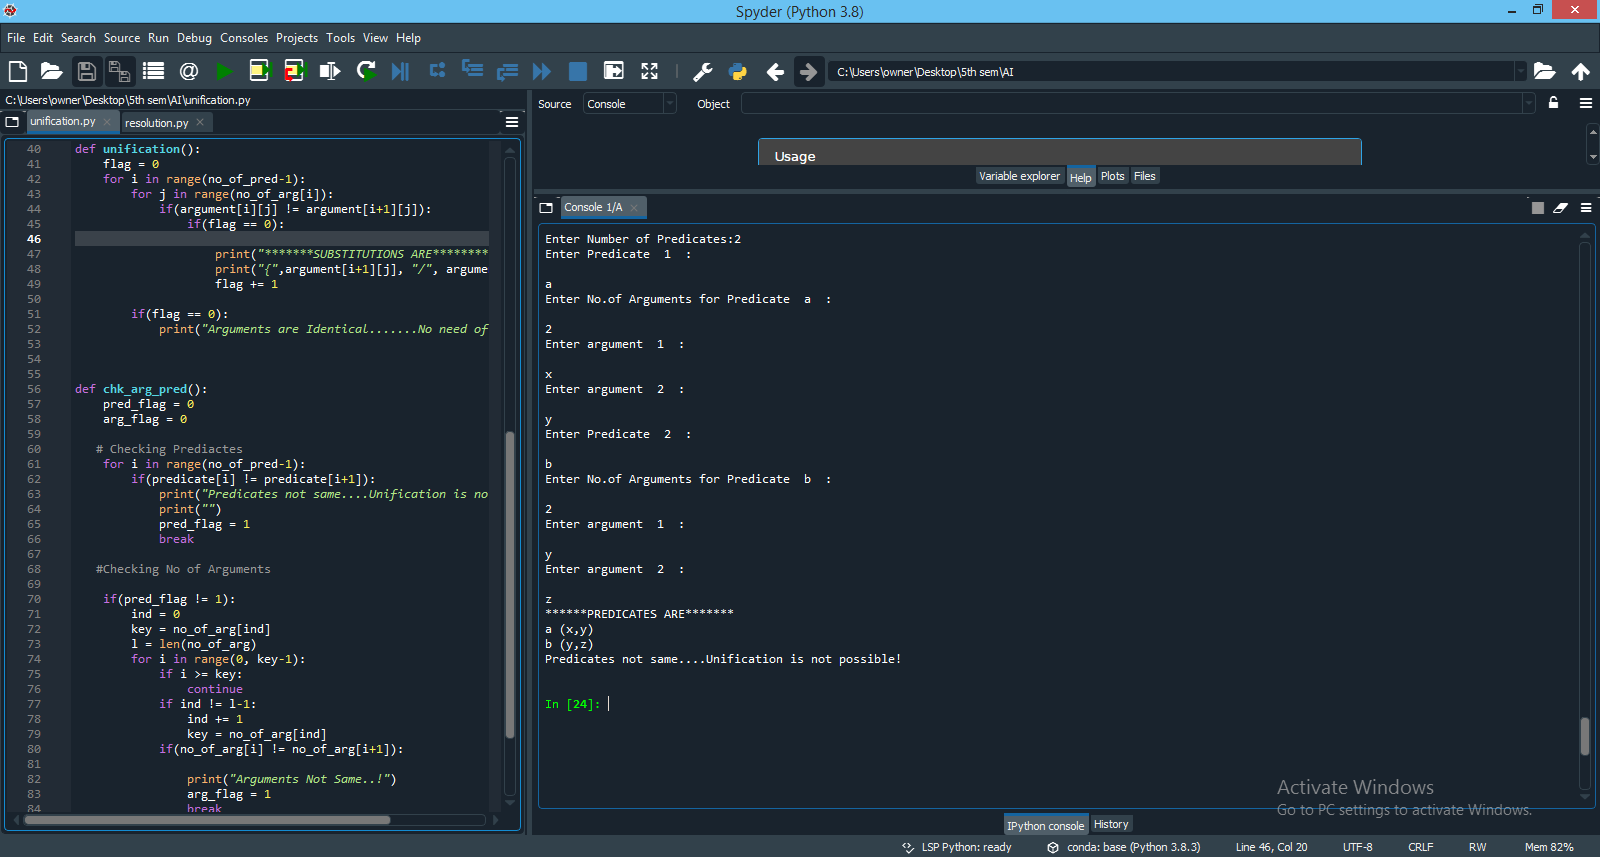 Spyder (Python 3.8)
File Edit Search Source Run Debug Consoles Projects Tools View Help
C:\Users\owner\Desktop\5th sem\AI
C:\Users\owner\Desktop\5th sem\AI\unification.py
unification.py
resolution.py
40 def unification():
41 flag = 0
42 for i in range(no_of_pred-1):
43 for j in range(no_of_arg[i]):
44 if(argument[i][j] != argument[i+1][j]):
45 if(flag == 0):
46
47 print("*******SUBSTITUTIONS ARE********
48 print("{",argument[i+1][j], "/", argume
49 flag += 1
50
51 if(flag == 0):
52 print("Arguments are Identical.......No need of
53
54
55
56 def chk_arg_pred():
57 pred_flag = 0
58 arg_flag = 0
59
60 # Checking Prediactes
61 for i in range(no_of_pred-1):
62 if(predicate[i] != predicate[i+1]):
63 print("Predicates not same....Unification is no
64 print("")
65 pred_flag = 1
66 break
67
68 #Checking No of Arguments
69
70 if(pred_flag != 1):
71 ind = 0
72 key = no_of_arg[ind]
73 l = len(no_of_arg)
74 for i in range(0, key-1):
75 if i >= key:
76 continue
77 if ind != l-1:
78 ind += 1
79 key = no_of_arg[ind]
80 if(no_of_arg[i] != no_of_arg[i+1]):
81
82 print("Arguments Not Same..!")
83 arg_flag = 1
84 break
Source Console Object
Usage
Variable explorer Help Plots Files
Console 1/A
Enter Number of Predicates:2
Enter Predicate 1 :
a
Enter No.of Arguments for Predicate a :
2
Enter argument 1 :
x
Enter argument 2 :
y
Enter Predicate 2 :
b
Enter No.of Arguments for Predicate b :
2
Enter argument 1 :
y
Enter argument 2 :
z
******PREDICATES ARE*******
a (x,y)
b (y,z)
Predicates not same....Unification is not possible!
In [24]:
Activate Windows
Go to PC settings to activate Windows.
IPython console History
LSP Python: ready conda: base (Python 3.8.3) Line 46, Col 20 UTF-8 CRLF RW Mem 82%